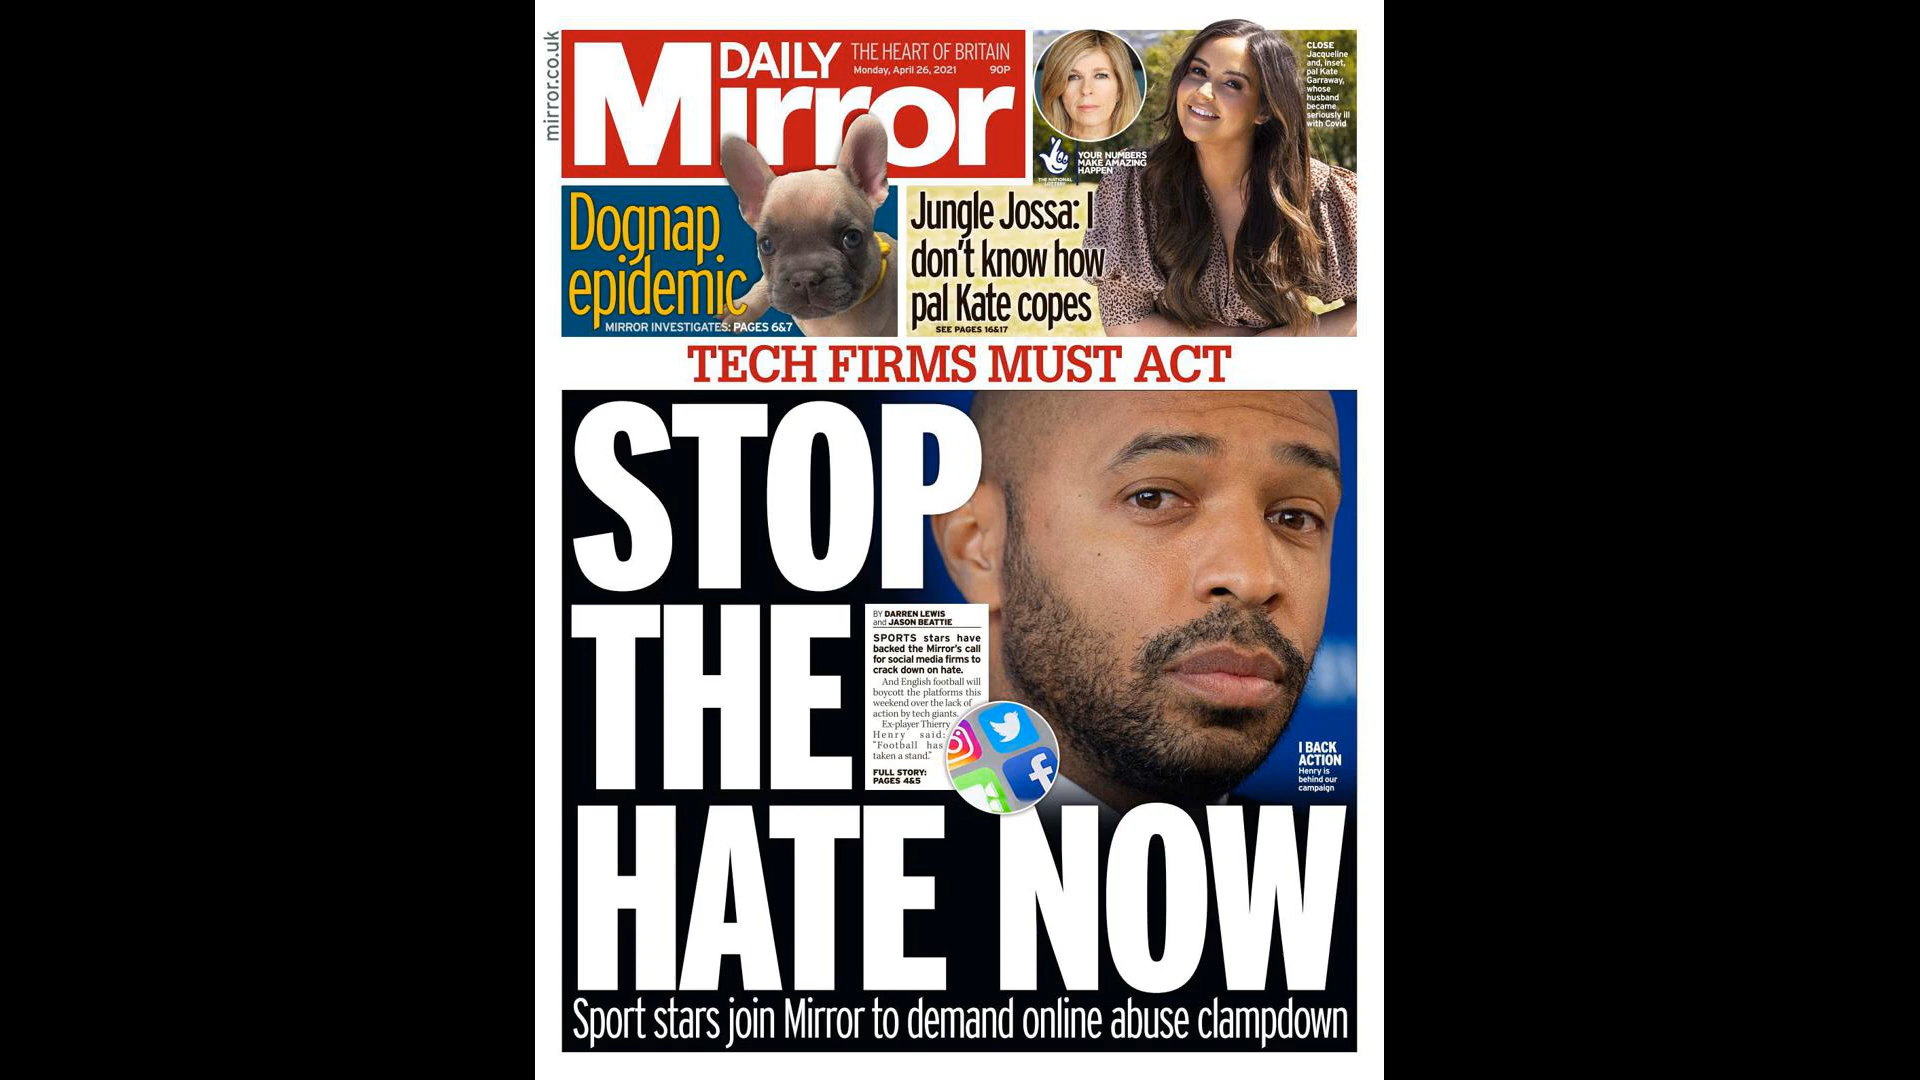 mirror.co.uk
DAILY
Mirror
THE HEART OF BRITAIN
Monday, April 26, 2021 90P
CLOSE
Jacqueline
and, inset,
pal Kate
Garraway,
whose
husband
became
seriously ill
with Covid
THE NATIONAL
LOTTERY
YOUR NUMBERS
MAKE AMAZING
HAPPEN
Dognap
epidemic
MIRROR INVESTIGATES: PAGES 6&7
Jungle Jossa: I
don't know how
pal Kate copes
SEE PAGES 16&17
TECH FIRMS MUST ACT
STOP
THE
HATE NOW
BY DARREN LEWIS
and JASON BEATTIE
SPORTS stars have
backed the Mirror's call
for social media firms to
crack down on hate.
And English football will
boycott the platforms this
weekend over the lack of
action by tech giants.
Ex-player Thierry
Henry said:
"Football has
taken a stand."
FULL STORY:
PAGES 4&5
I BACK
ACTION
Henry is
behind our
campaign
Sport stars join Mirror to demand online abuse clampdown